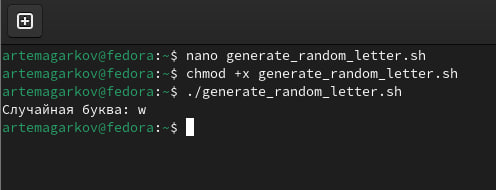 artemagarkov@fedora:~$ nano generate_random_letter.sh
artemagarkov@fedora:~$ chmod +x generate_random_letter.sh
artemagarkov@fedora:~$ ./generate_random_letter.sh
Случайная буква: w
artemagarkov@fedora:~$